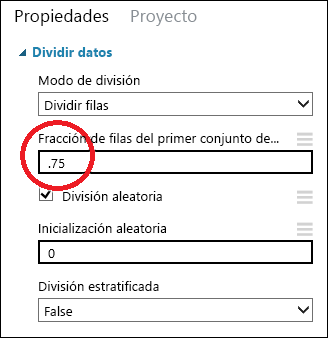 Propiedades Proyecto
Dividir datos
Modo de división
Dividir filas
Fracción de filas del primer conjunto de...
.75
División aleatoria
Inicialización aleatoria
0
División estratificada
False